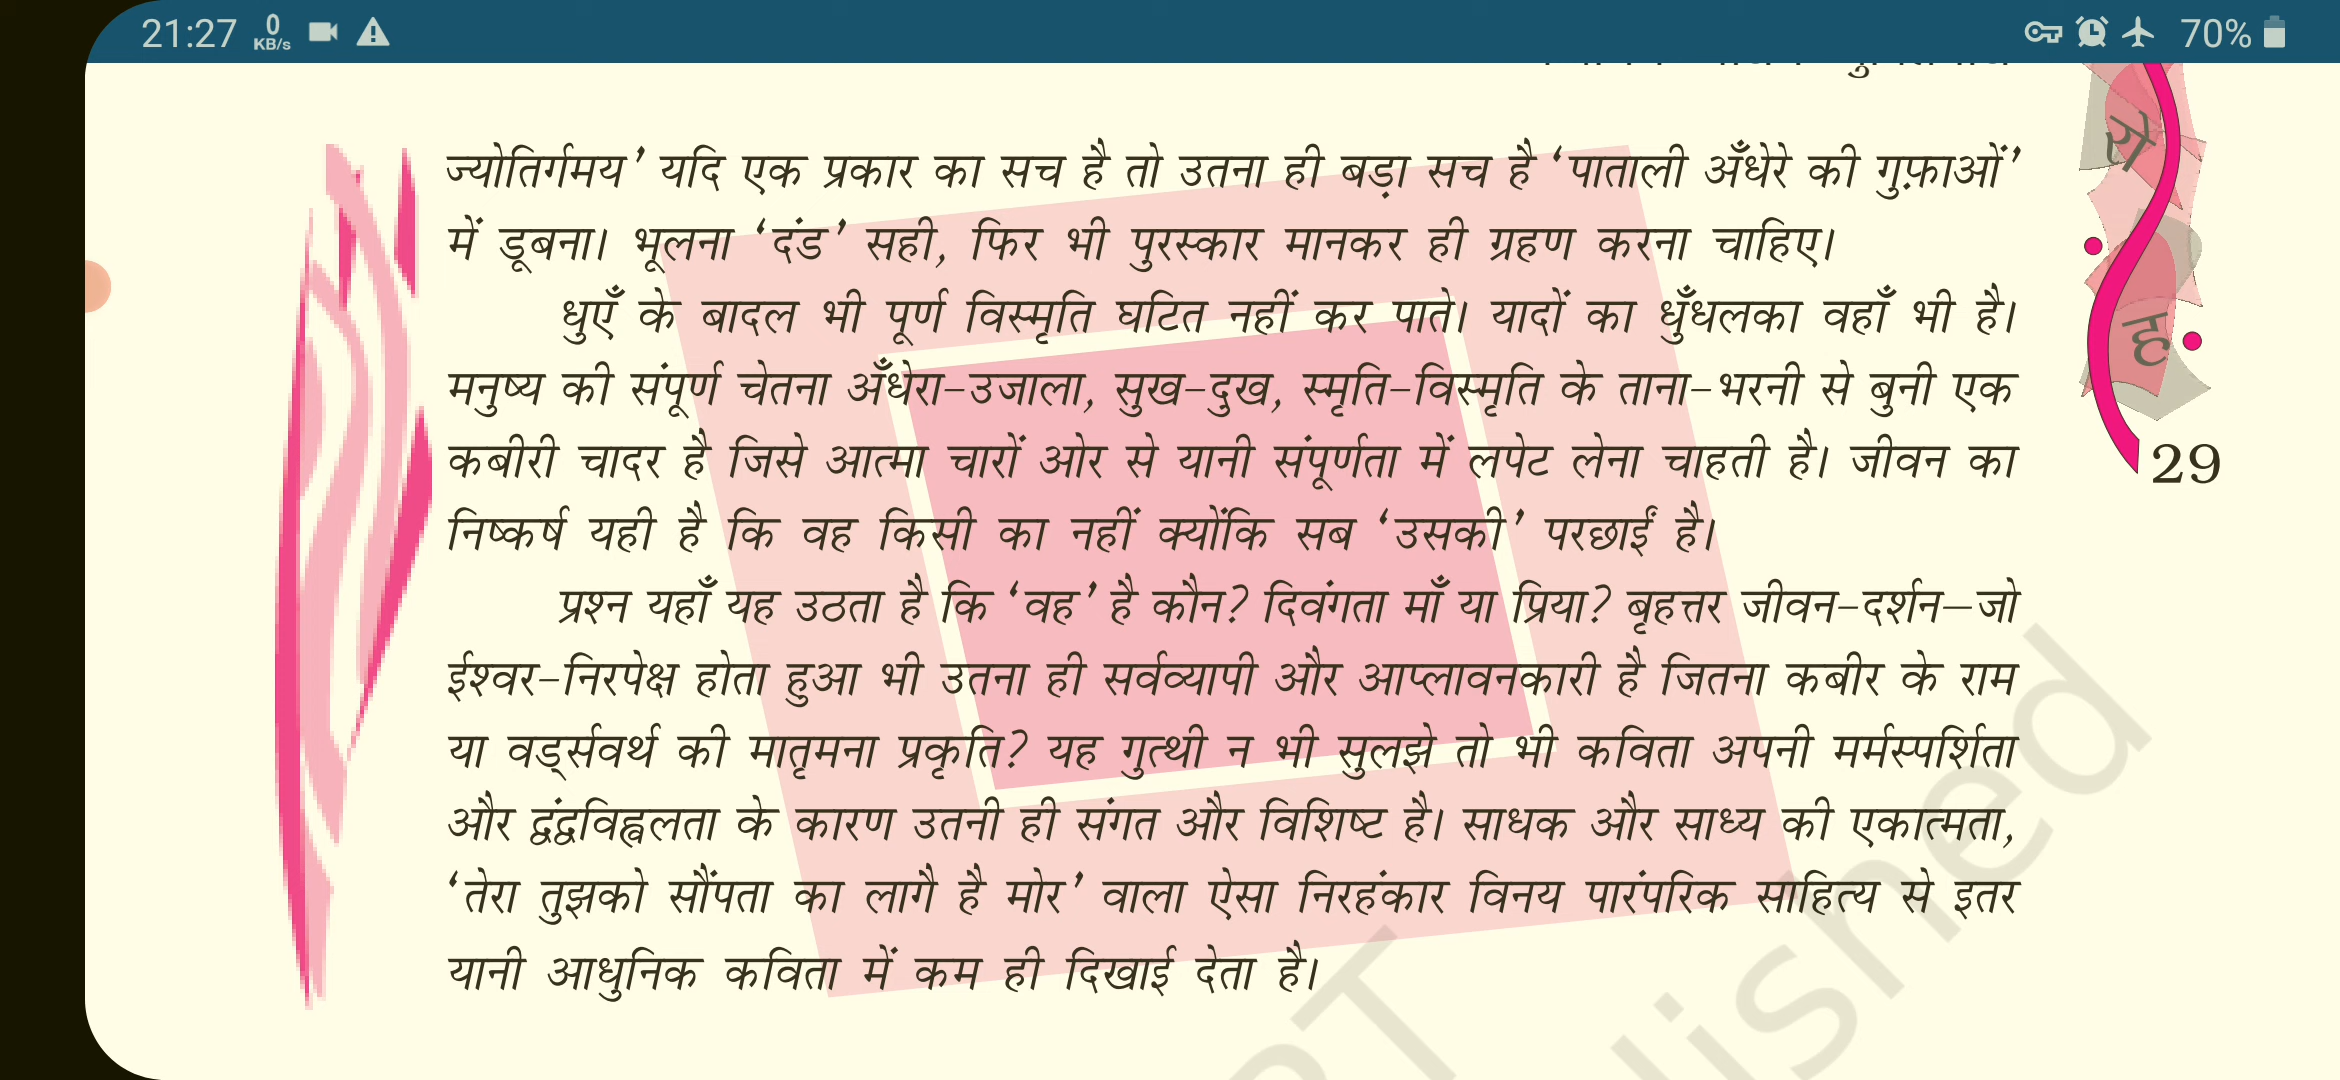 21:27 0 KB/s 70%
ज्योतिर्गमय’ यदि एक प्रकार का सच है तो उतना ही बड़ा सच है ‘पाताली अँधेरे की गुफ़ाओं’
में डूबना। भूलना ‘दंड’ सही, फिर भी पुरस्कार मानकर ही ग्रहण करना चाहिए।
धुएँ के बादल भी पूर्ण विस्मृति घटित नहीं कर पाते। यादों का धुँधलका वहाँ भी है।
मनुष्य की संपूर्ण चेतना अँधेरा–उजाला, सुख–दुख, स्मृति–विस्मृति के ताना–भरनी से बुनी एक
कबीरी चादर है जिसे आत्मा चारों ओर से यानी संपूर्णता में लपेट लेना चाहती है। जीवन का
निष्कर्ष यही है कि वह किसी का नहीं क्योंकि सब ‘उसकी’ परछाईं है।
प्रश्न यहाँ यह उठता है कि ‘वह’ है कौन? दिवंगता माँ या प्रिया? बृहत्तर जीवन–दर्शन—जो
ईश्वर–निरपेक्ष होता हुआ भी उतना ही सर्वव्यापी और आप्लावनकारी है जितना कबीर के राम
या वर्ड्सवर्थ की मातृमना प्रकृति? यह गुत्थी न भी सुलझे तो भी कविता अपनी मर्मस्पर्शिता
और द्वंद्वविह्वलता के कारण उतनी ही संगत और विशिष्ट है। साधक और साध्य की एकात्मता,
‘तेरा तुझको सौंपता का लागै है मोर’ वाला ऐसा निरहंकार विनय पारंपरिक साहित्य से इतर
यानी आधुनिक कविता में कम ही दिखाई देता है।
रो
ह
29